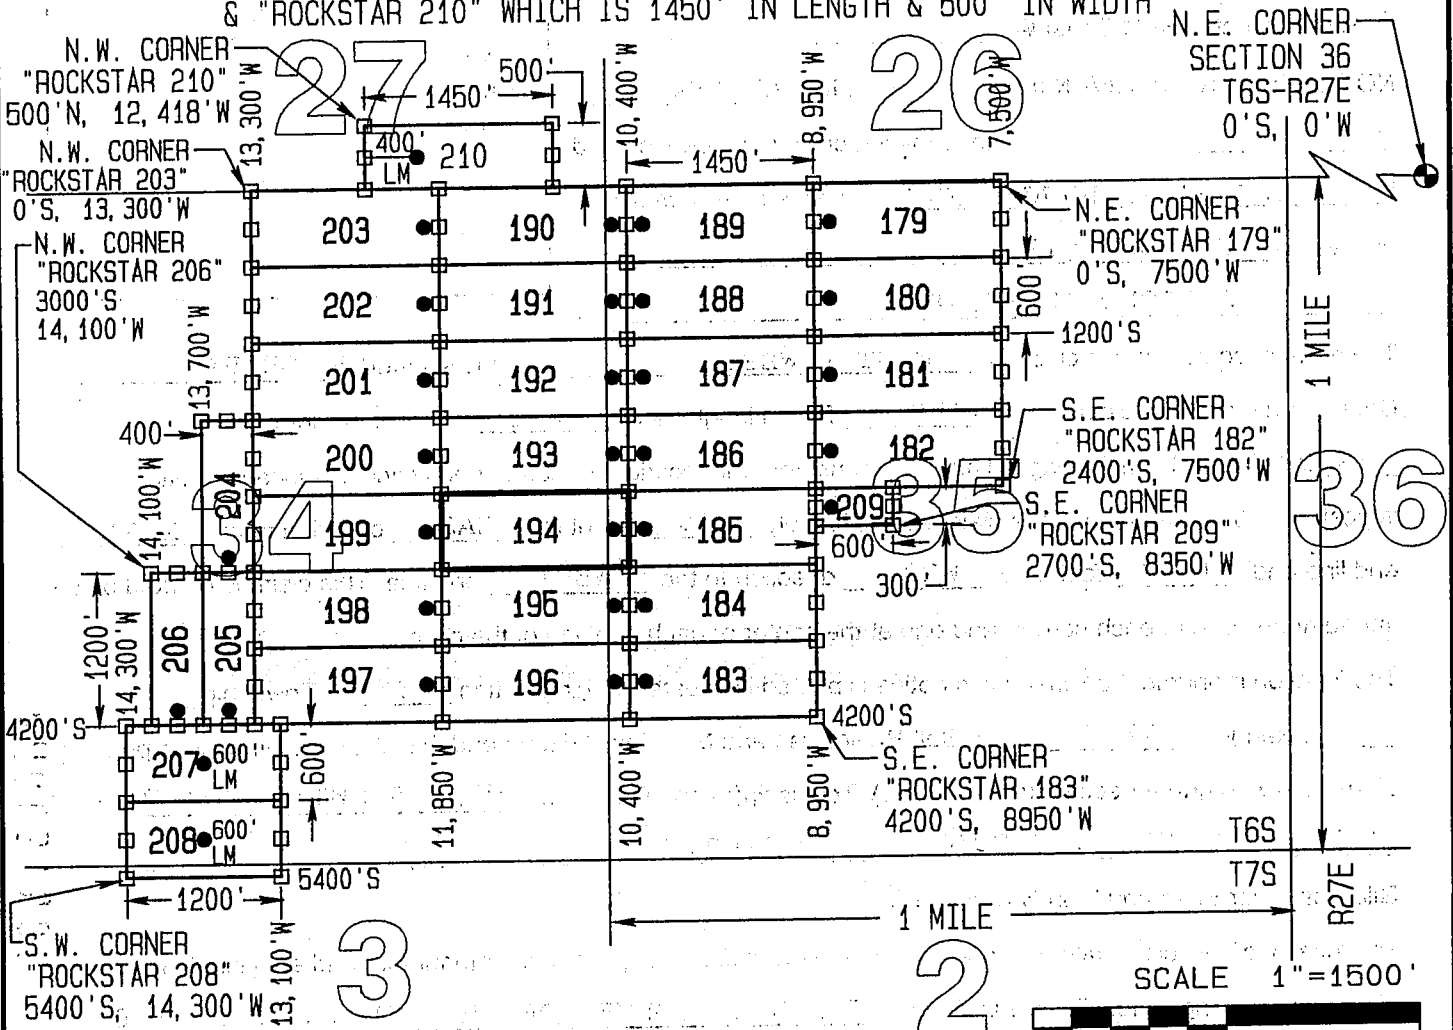 & "ROCKSTAR 210" WHICH IS 1450' IN LENGTH & 500' IN WIDTH
N.W. CORNER
"ROCKSTAR 210"
500'N, 12,418'W
N.W. CORNER
"ROCKSTAR 203"
0'S, 13,300'W
N.W. CORNER
"ROCKSTAR 206"
3000'S
14,100'W
13,300'W
27
1450'
500'
10,400'W
26
8,950'W
7,500'W
N.E. CORNER
SECTION 36
T6S-R27E
0'S, 0'W
400'
LM
210
1450'
203
190
189
179
N.E. CORNER
"ROCKSTAR 179"
0'S, 7500'W
202
191
188
180
600'
1200'S
1 MILE
13,700'W
201
192
187
181
400'
200
193
186
182
S.E. CORNER
"ROCKSTAR 182"
2400'S, 7500'W
14,100'W
204
34
199
194
185
209
35
36
600'
300'
S.E. CORNER
"ROCKSTAR 209"
2700'S, 8350'W
1200'
14,300'W
206
205
198
195
184
197
196
183
4200'S
4200'S
207
600'
LM
600'
208
600'
LM
11,850'W
10,400'W
8,950'W
S.E. CORNER
"ROCKSTAR 183"
4200'S, 8950'W
T6S
T7S
R27E
5400'S
1200'
1 MILE
S.W. CORNER
"ROCKSTAR 208"
5400'S, 14,300'W
13,100'W
3
2
SCALE 1"=1500'